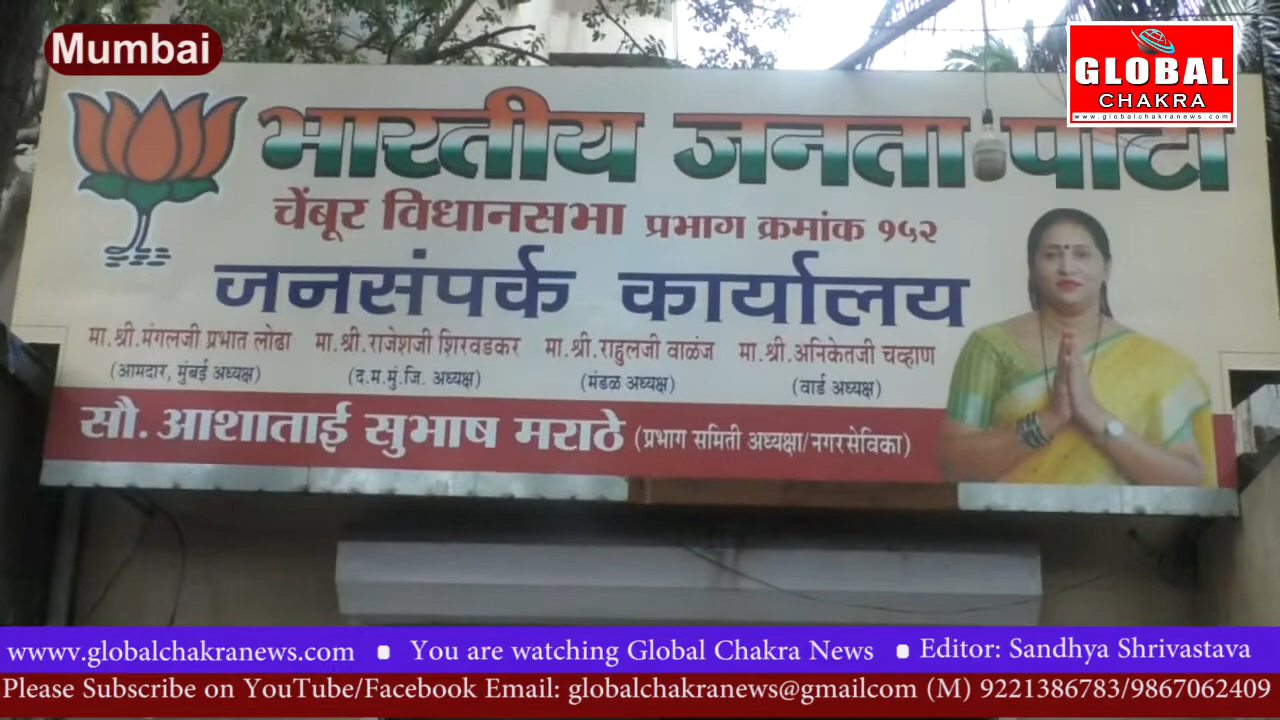 Mumbai
GLOBAL
CHAKRA
www.globalchakranews.com
भारतीय जनता पार्टी
चेंबूर विधानसभा प्रभाग क्रमांक १५२
जनसंपर्क कार्यालय
मा.श्री.मंगलजी प्रभात लोढा मा.श्री.राजेशजी शिरवडकर मा.श्री.राहुलजी वाळंज मा.श्री.अनिकेतजी चव्हाण
(आमदार, मुंबई अध्यक्ष) (द.म.मुं.जि. अध्यक्ष) (मंडळ अध्यक्ष) (वार्ड अध्यक्ष)
सौ. आशाताई सुभाष मराठे (प्रभाग समिती अध्यक्षा/नगरसेविका)
wwwv.globalchakranews.com You are watching Global Chakra News Editor: Sandhya Shrivastava
Please Subscribe on YouTube/Facebook Email: globalchakranews@gmailcom (M) 9221386783/9867062409